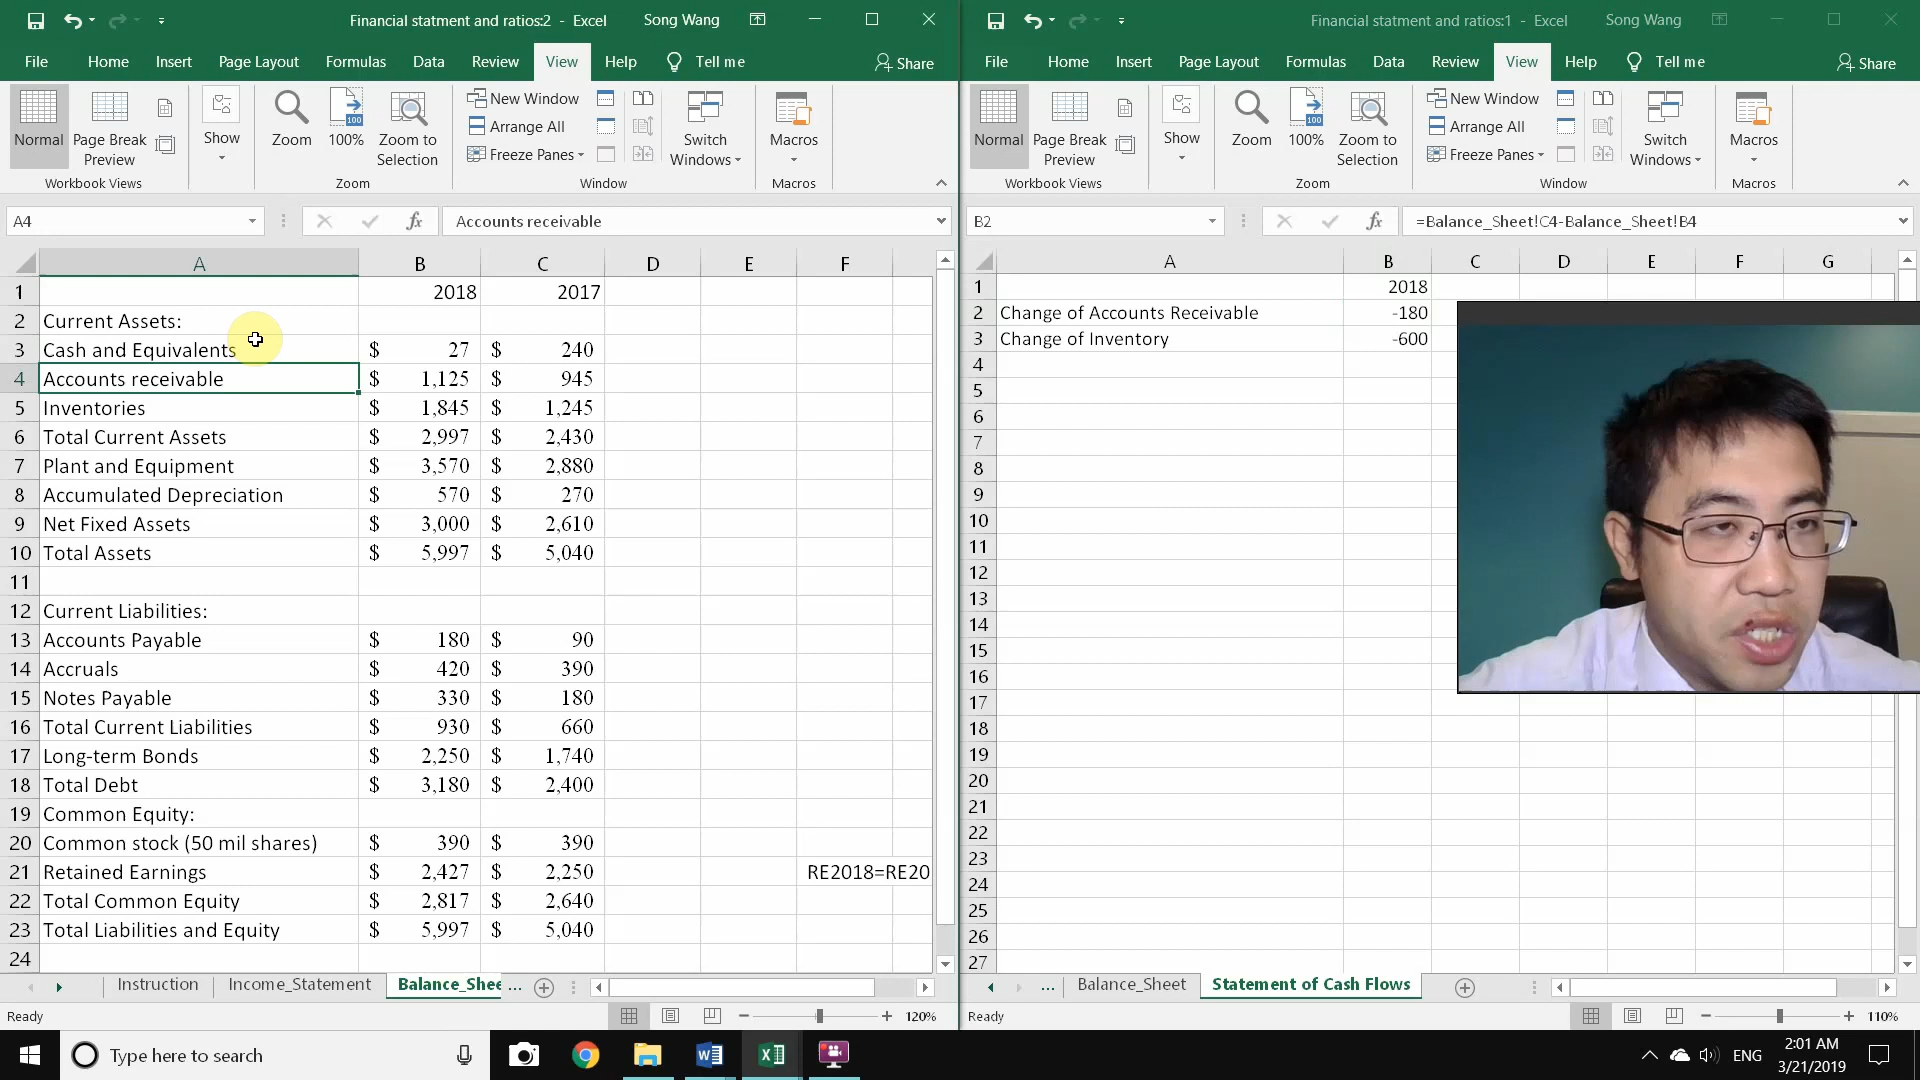 Financial statment and ratios:2 - Excel
Song Wang
File
Home
Insert
Page Layout
Formulas
Data
Review
View
Help
Tell me
Share
Normal
Page Break Preview
Show
Zoom
100%
Zoom to Selection
New Window
Arrange All
Freeze Panes
Switch Windows
Macros
Workbook Views
Zoom
Window
Macros
A4
fx
Accounts receivable
A B C D E F
1 2018 2017
2 Current Assets:
3 Cash and Equivalents $ 27 $ 240
4 Accounts receivable $ 1,125 $ 945
5 Inventories $ 1,845 $ 1,245
6 Total Current Assets $ 2,997 $ 2,430
7 Plant and Equipment $ 3,570 $ 2,880
8 Accumulated Depreciation $ 570 $ 270
9 Net Fixed Assets $ 3,000 $ 2,610
10 Total Assets $ 5,997 $ 5,040
11
12 Current Liabilities:
13 Accounts Payable $ 180 $ 90
14 Accruals $ 420 $ 390
15 Notes Payable $ 330 $ 180
16 Total Current Liabilities $ 930 $ 660
17 Long-term Bonds $ 2,250 $ 1,740
18 Total Debt $ 3,180 $ 2,400
19 Common Equity:
20 Common stock (50 mil shares) $ 390 $ 390
21 Retained Earnings $ 2,427 $ 2,250 RE2018=RE20
22 Total Common Equity $ 2,817 $ 2,640
23 Total Liabilities and Equity $ 5,997 $ 5,040
24
Instruction
Income_Statement
Balance_Shee ...
Ready
120%
Financial statment and ratios:1 - Excel
Song Wang
File
Home
Insert
Page Layout
Formulas
Data
Review
View
Help
Tell me
Share
Normal
Page Break Preview
Show
Zoom
100%
Zoom to Selection
New Window
Arrange All
Freeze Panes
Switch Windows
Macros
Workbook Views
Zoom
Window
Macros
B2
fx
=Balance_Sheet!C4-Balance_Sheet!B4
A B C D E F G
1 2018
2 Change of Accounts Receivable -180
3 Change of Inventory -600
4
5
6
7
8
9
10
11
12
13
14
15
16
17
18
19
20
21
22
23
24
25
26
27
...
Balance_Sheet
Statement of Cash Flows
Ready
110%
Type here to search
ENG
2:01 AM
3/21/2019